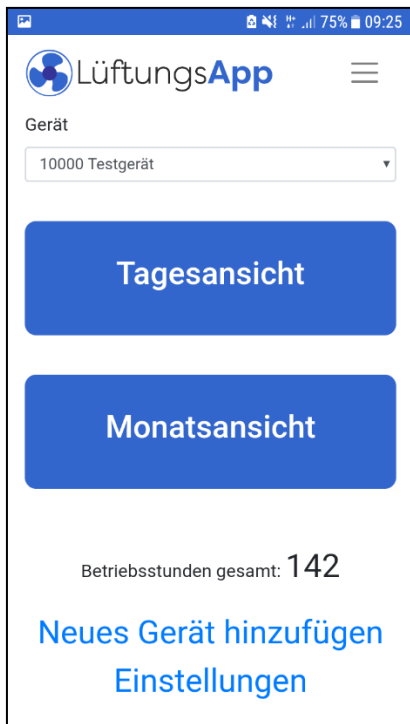 75% 09:25
LüftungsApp
Gerät
10000 Testgerät
Tagesansicht
Monatsansicht
Betriebsstunden gesamt: 142
Neues Gerät hinzufügen
Einstellungen